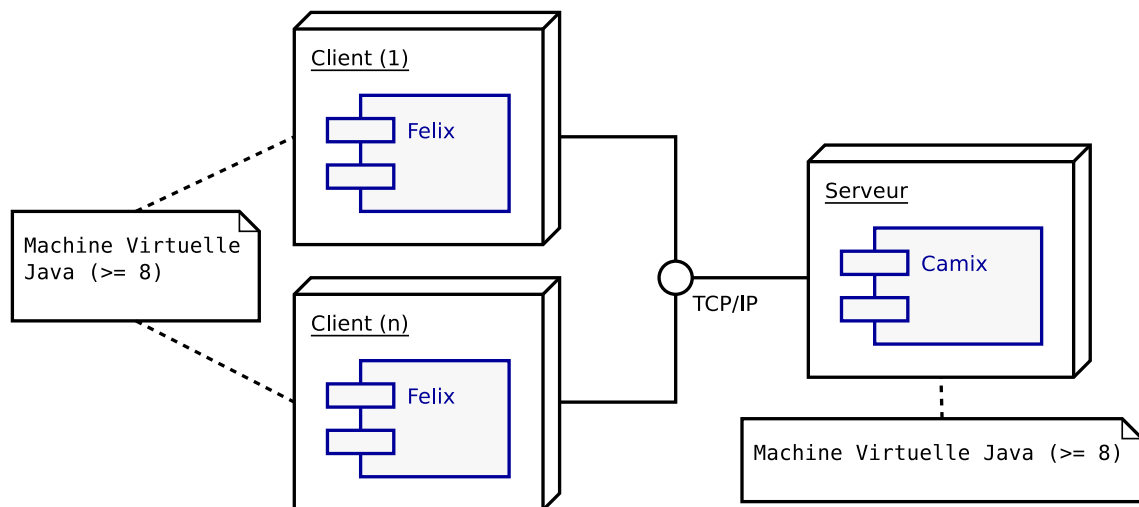 Client (1)
Felix
Machine Virtuelle
Java (>= 8)
Client (n)
Felix
TCP/IP
Serveur
Camix
Machine Virtuelle Java (>= 8)